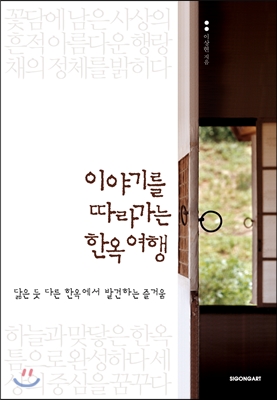 꽃담에 남은 사상의
흔적 아름다운 행랑
채의 정체를 밝히다
이상현 지음
이야기를
따라가는
한옥 여행
닮은 듯 다른 한옥에서 발견하는 즐거움
하늘과 맞닿은 한옥
틈으로 완성하다 세
상의 중심을 꿈꾸다
SIGONGART